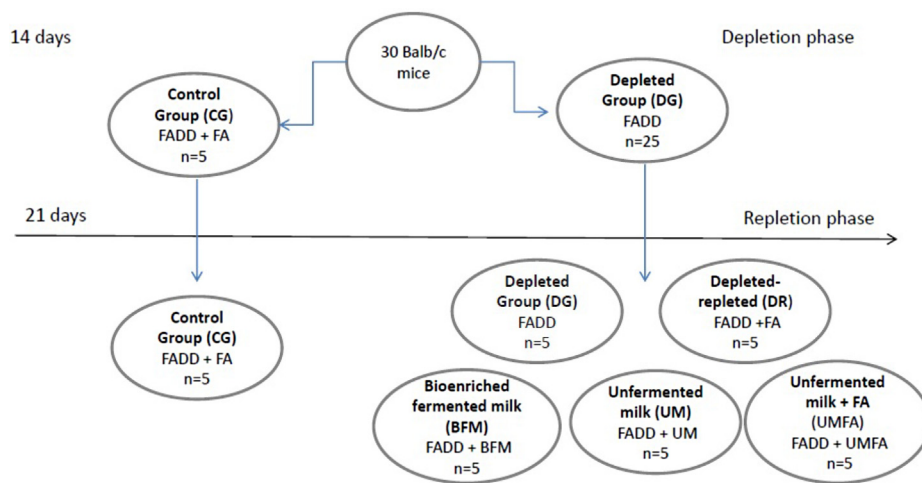 14 days
30 Balb/c
mice
Depletion phase
Control
Group (CG)
FADD + FA
n=5
Depleted
Group (DG)
FADD
n=25
21 days
Repletion phase
Control
Group (CG)
FADD + FA
n=5
Depleted
Group (DG)
FADD
n=5
Depleted-
repleted (DR)
FADD +FA
n=5
Bioenriched
fermented milk
(BFM)
FADD + BFM
n=5
Unfermented
milk (UM)
FADD + UM
n=5
Unfermented
milk + FA
(UMFA)
FADD + UMFA
n=5